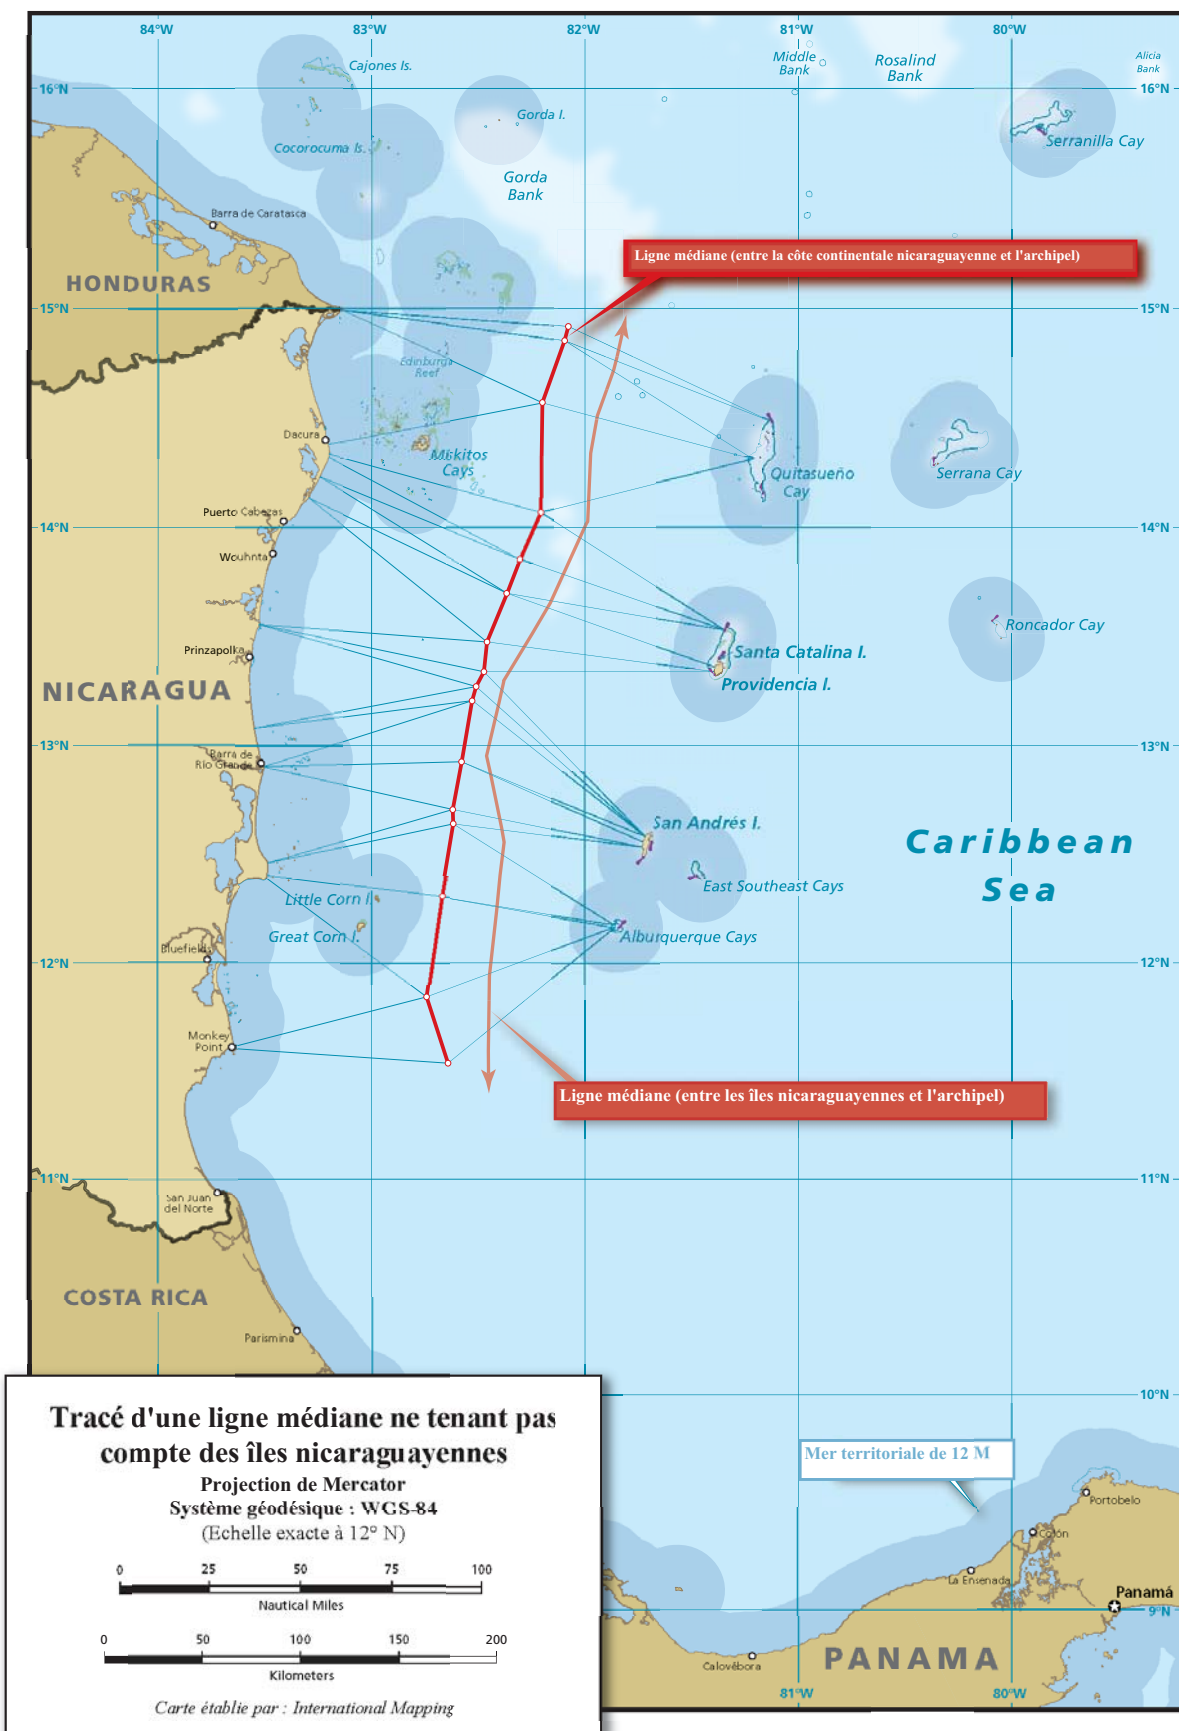 84°W 83°W 82°W 81°W 80°W
Cajones Is.
Middle
Bank
Rosalind
Bank
Alicia
Bank
16°N
16°N
Gorda I.
Cocorocuma Is.
Serranilla Cay
Gorda
Bank
Barra de Caratasca
Ligne médiane (entre la côte continentale nicaraguayenne et l'archipel)
HONDURAS
15°N
15°N
Edinburgh
Reef
Dacura
Miskitos
Cays
Quitasueño
Cay
Serrana Cay
Puerto Cabezas
14°N
14°N
Wouhnta
Roncador Cay
Prinzapolka
Santa Catalina I.
Providencia I.
NICARAGUA
13°N
13°N
Barra de
Río Grande
San Andrés I.
Caribbean
Sea
East Southeast Cays
Little Corn I.
Great Corn I.
Alburquerque Cays
Bluefields
12°N
12°N
Monkey
Point
Ligne médiane (entre les îles nicaraguayennes et l'archipel)
11°N
11°N
San Juan
del Norte
COSTA RICA
Parismina
10°N
Tracé d'une ligne médiane ne tenant pas
compte des îles nicaraguayennes
Projection de Mercator
Système géodésique : WGS-84
(Echelle exacte à 12° N)
0 25 50 75 100
Nautical Miles
0 50 100 150 200
Kilometers
Carte établie par : International Mapping
Mer territoriale de 12 M
Portobelo
Colón
La Ensenada
Panamá
9°N
Calovébora
PANAMA
81°W 80°W